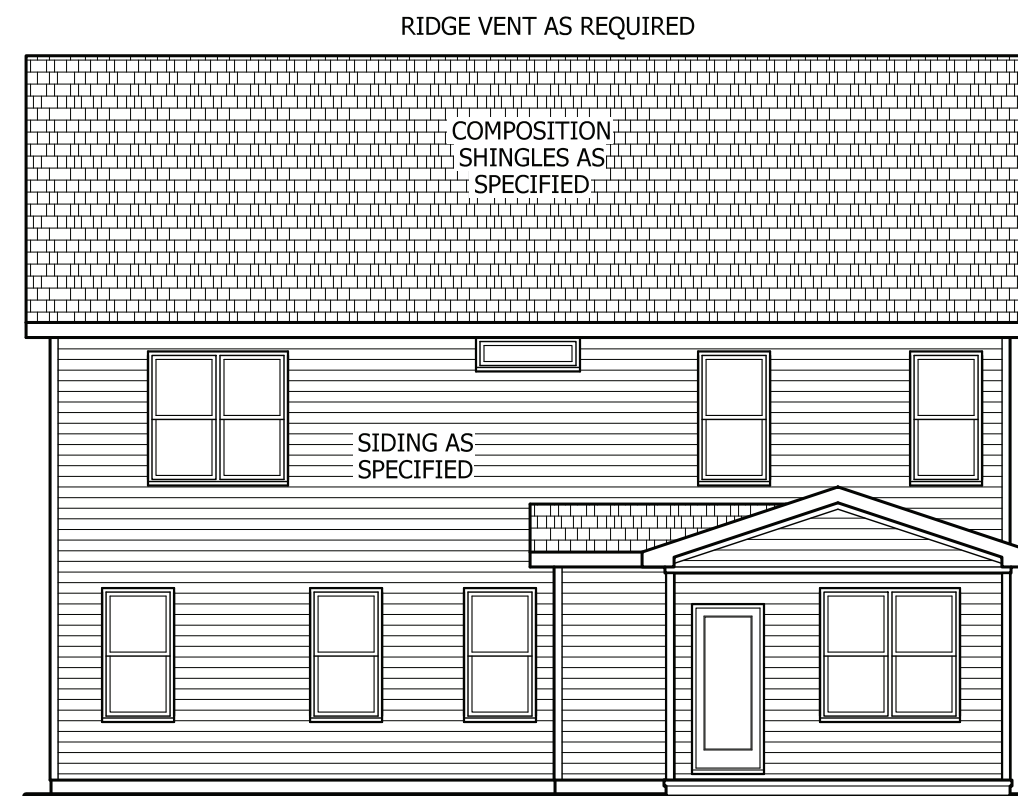 RIDGE VENT AS REQUIRED
COMPOSITION
SHINGLES AS
SPECIFIED
SIDING AS
SPECIFIED